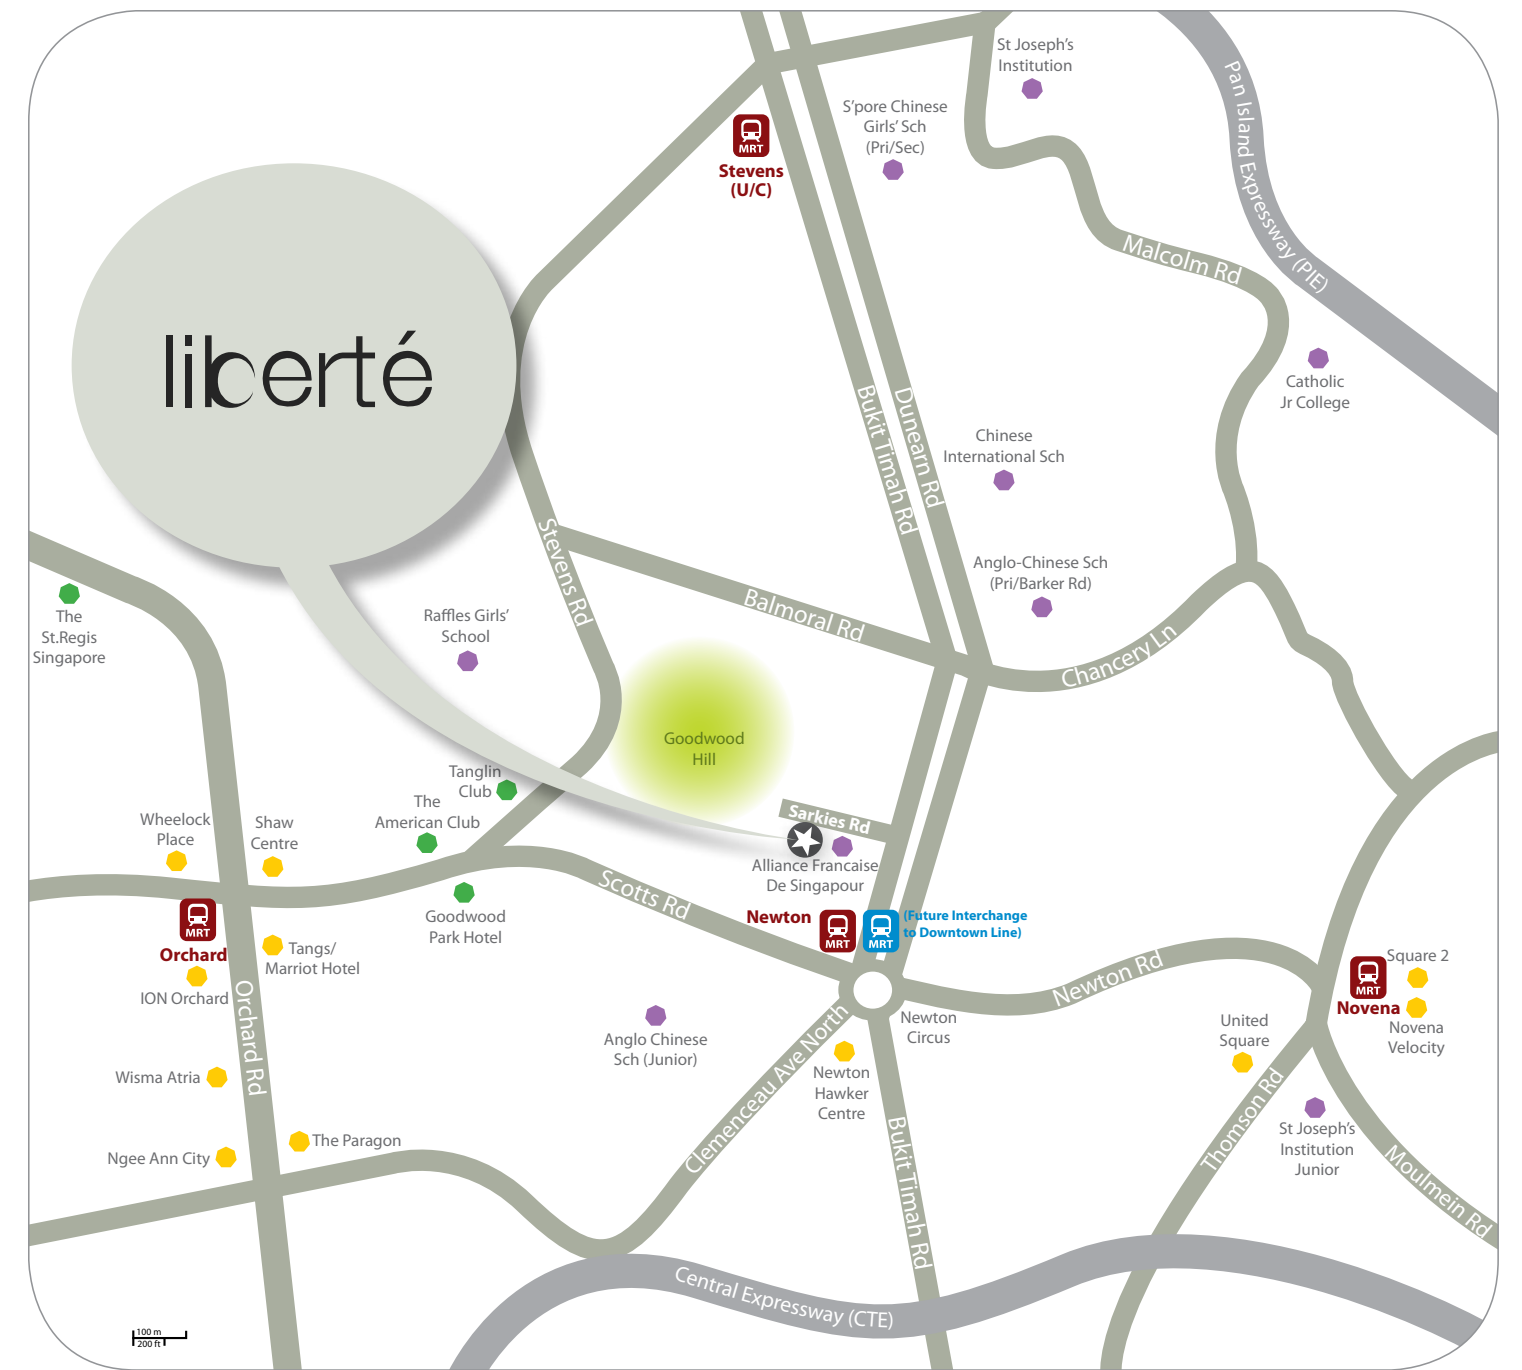 St Joseph's
Institution
Pan Island Expressway (PIE)
S'pore Chinese
Girls' Sch
(Pri/Sec)
MRT
Stevens
(U/C)
Malcolm Rd
liberté
Catholic
Jr College
Bukit Timah Rd
Dunearn Rd
Chinese
International Sch
Stevens Rd
Anglo-Chinese Sch
(Pri/Barker Rd)
Balmoral Rd
Chancery Ln
The
St.Regis
Singapore
Raffles Girls'
School
Goodwood
Hill
Tanglin
Club
The
American Club
Wheelock
Place
Shaw
Centre
Sarkies Rd
Alliance Francaise
De Singapour
Scotts Rd
Goodwood
Park Hotel
Newton
MRT
MRT
(Future Interchange
to Downtown Line)
MRT
Orchard
Tangs/
Marriot Hotel
ION Orchard
Orchard Rd
Newton Rd
Square 2
MRT
Novena
Novena
Velocity
Newton
Circus
United
Square
Anglo Chinese
Sch (Junior)
Clemenceau Ave North
Newton
Hawker
Centre
Wisma Atria
Thomson Rd
St Joseph's
Institution
Junior
The Paragon
Ngee Ann City
Bukit Timah Rd
Moulmein Rd
Central Expressway (CTE)
100 m
200 ft